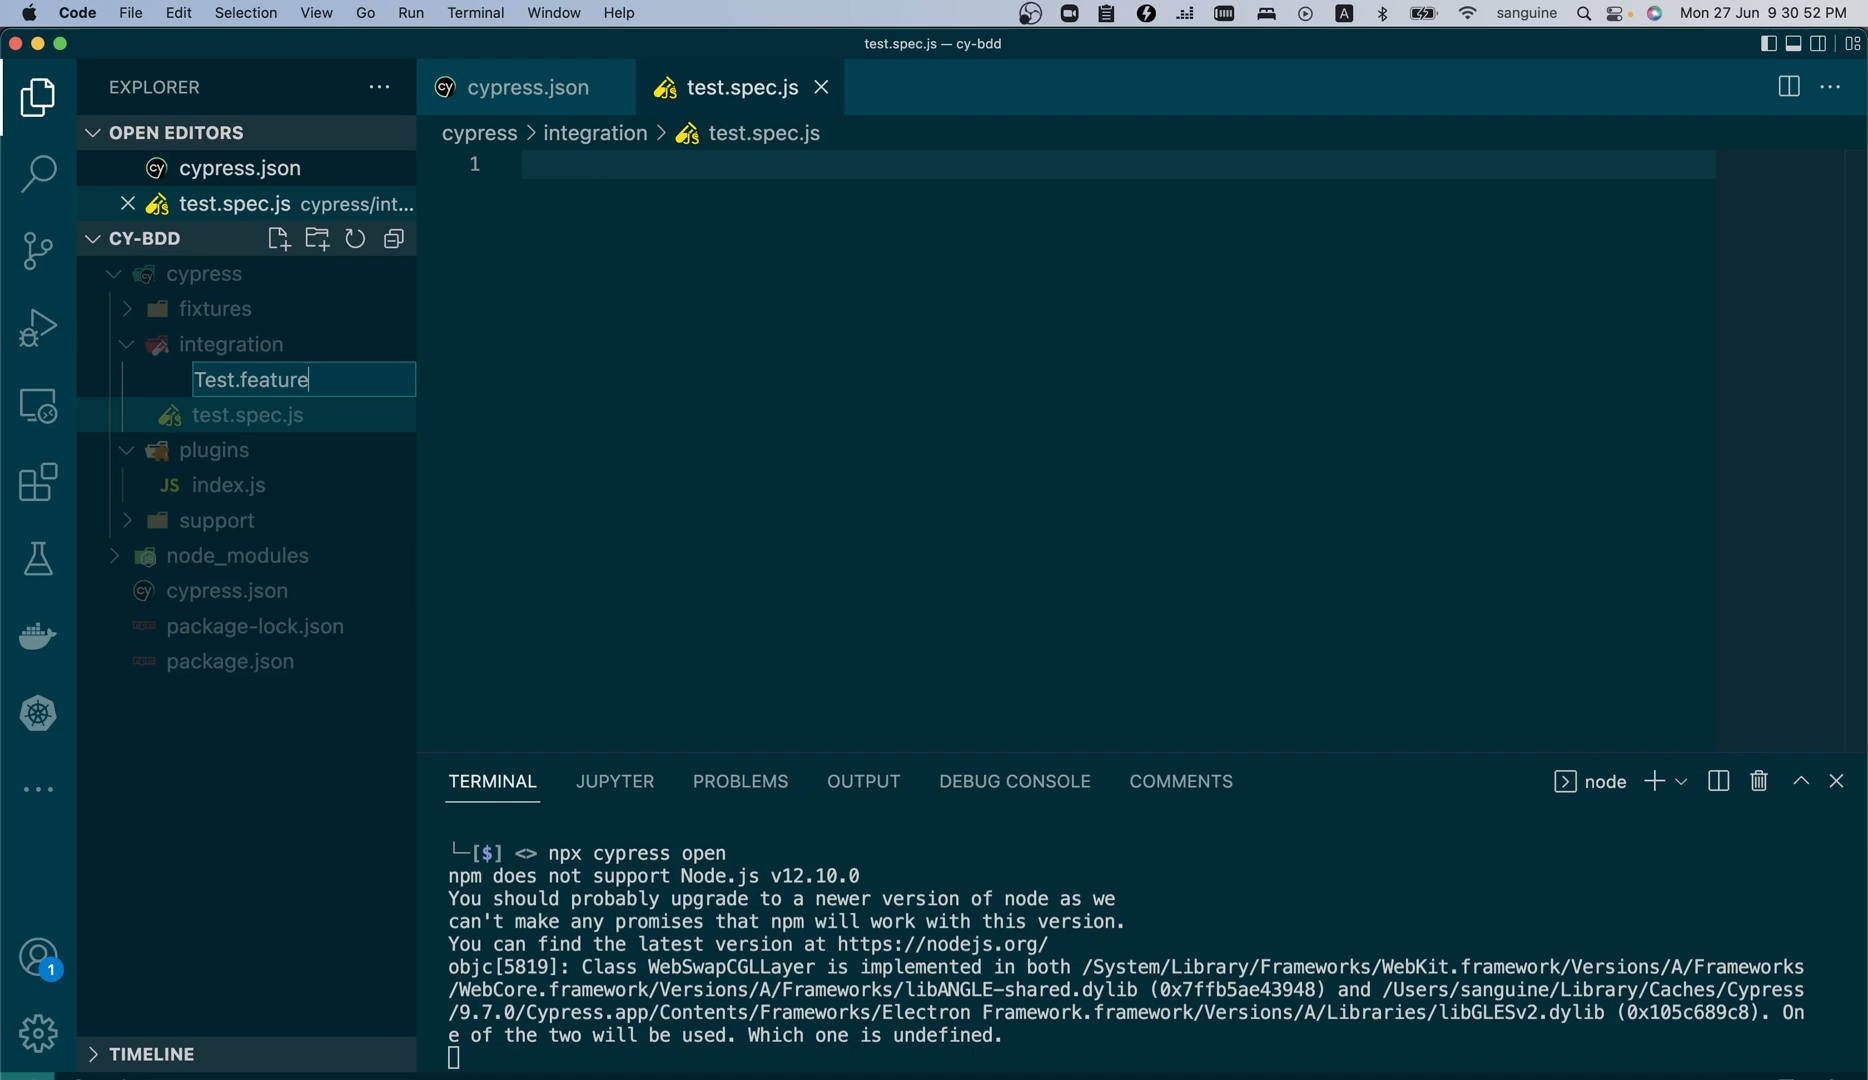 Code File Edit Selection View Go Run Terminal Window Help
A sanguine Mon 27 Jun 9 30 52 PM
test.spec.js — cy-bdd
EXPLORER
OPEN EDITORS
cy cypress.json
test.spec.js cypress/int...
CY-BDD
cypress
fixtures
integration
Test.feature
test.spec.js
plugins
JS index.js
support
node_modules
cy cypress.json
package-lock.json
package.json
1
TIMELINE
cy cypress.json
test.spec.js
cypress > integration > test.spec.js
1
TERMINAL JUPYTER PROBLEMS OUTPUT DEBUG CONSOLE COMMENTS
node
└─[$] <> npx cypress open
npm does not support Node.js v12.10.0
You should probably upgrade to a newer version of node as we
can't make any promises that npm will work with this version.
You can find the latest version at https://nodejs.org/
objc[5819]: Class WebSwapCGLLayer is implemented in both /System/Library/Frameworks/WebKit.framework/Versions/A/Frameworks
/WebCore.framework/Versions/A/Frameworks/libANGLE-shared.dylib (0x7ffb5ae43948) and /Users/sanguine/Library/Caches/Cypress
/9.7.0/Cypress.app/Contents/Frameworks/Electron Framework.framework/Versions/A/Libraries/libGLESv2.dylib (0x105c689c8). On
e of the two will be used. Which one is undefined.